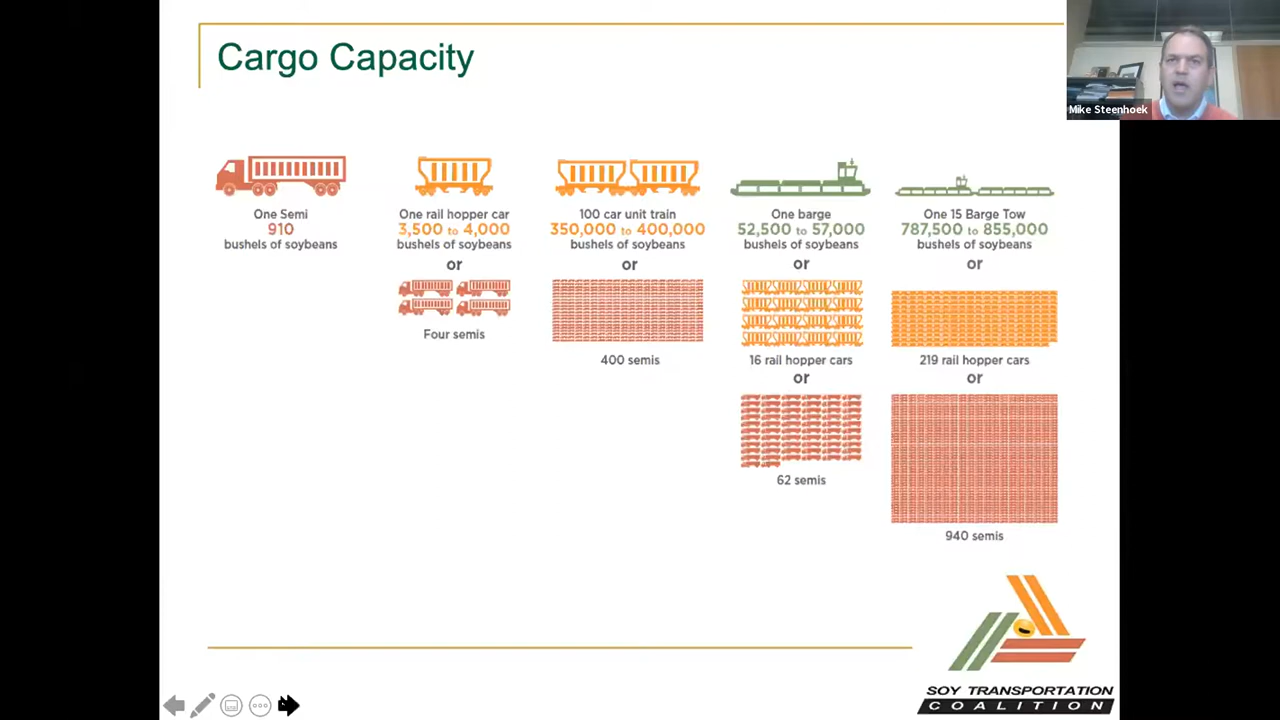 Cargo Capacity
Mike Steenhoek
One Semi
910
bushels of soybeans
One rail hopper car
3,500 to 4,000
bushels of soybeans
or
Four semis
100 car unit train
350,000 to 400,000
bushels of soybeans
or
400 semis
One barge
52,500 to 57,000
bushels of soybeans
or
16 rail hopper cars
or
62 semis
One 15 Barge Tow
787,500 to 855,000
bushels of soybeans
or
219 rail hopper cars
or
940 semis
SOY TRANSPORTATION
COALITION